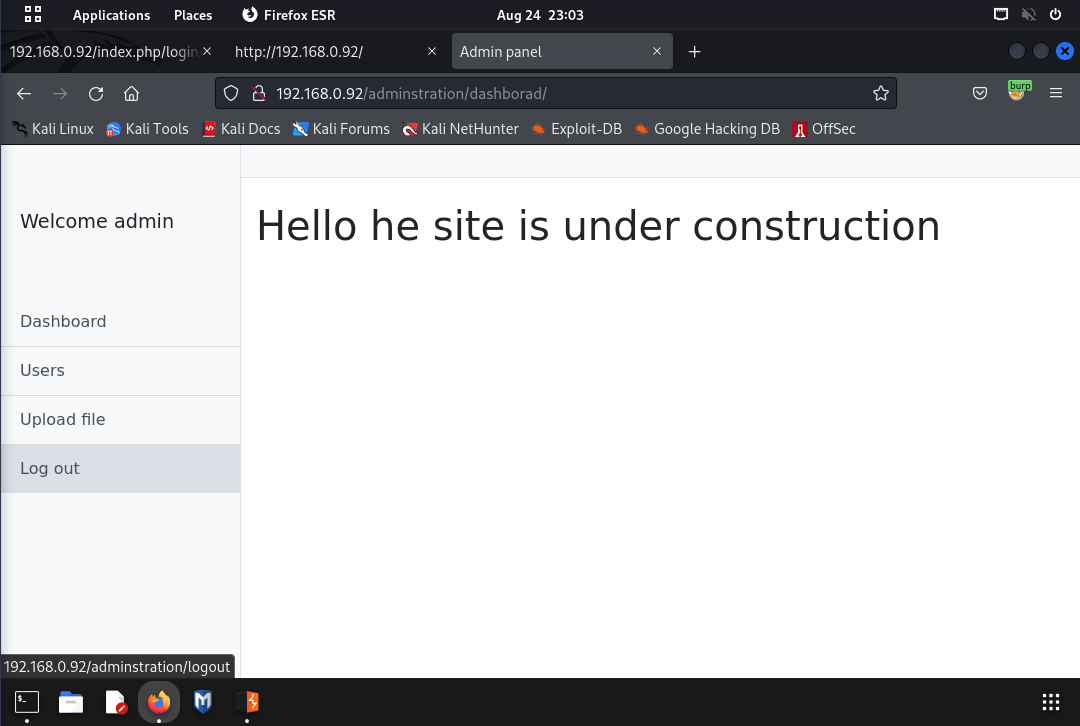 Applications Places Firefox ESR Aug 24 23:03
192.168.0.92/index.php/login http://192.168.0.92/ Admin panel
192.168.0.92/adminstration/dashborad/ burp
Kali Linux Kali Tools Kali Docs Kali Forums Kali NetHunter Exploit-DB Google Hacking DB OffSec
Welcome admin
Hello he site is under construction
Dashboard
Users
Upload file
Log out
192.168.0.92/adminstration/logout